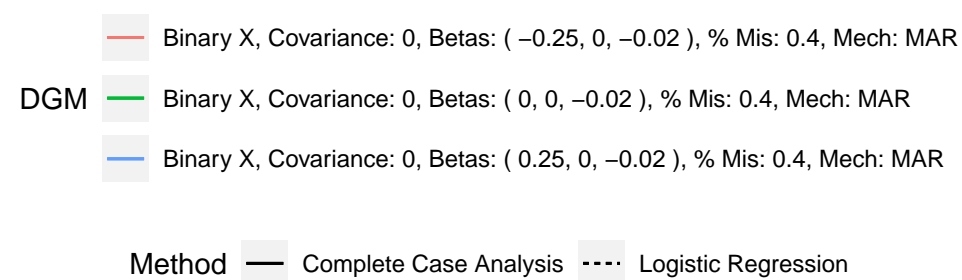 Binary X, Covariance: 0, Betas: ( −0.25, 0, −0.02 ), % Mis: 0.4, Mech: MAR
DGM Binary X, Covariance: 0, Betas: ( 0, 0, −0.02 ), % Mis: 0.4, Mech: MAR
Binary X, Covariance: 0, Betas: ( 0.25, 0, −0.02 ), % Mis: 0.4, Mech: MAR
Method Complete Case Analysis Logistic Regression